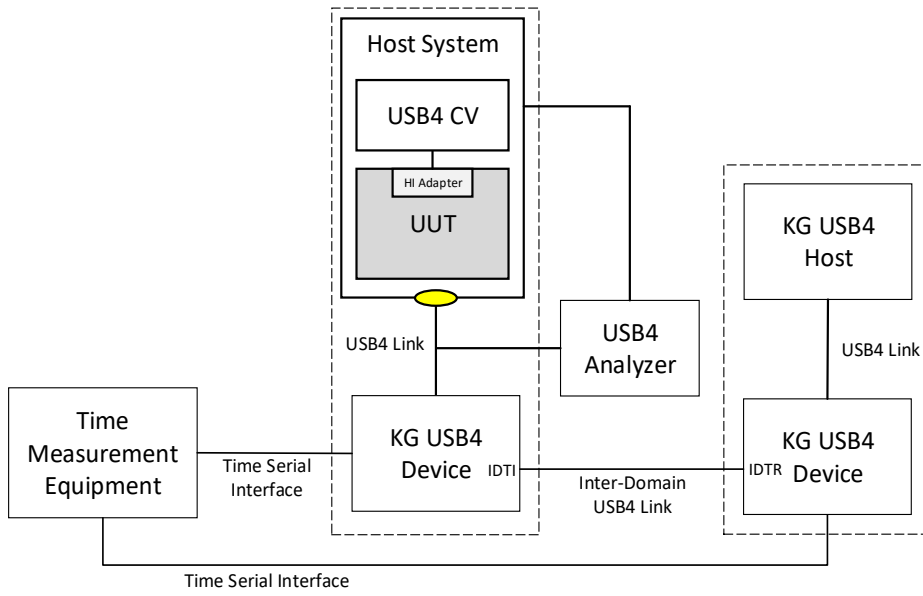 Host System
USB4 CV
HI Adapter
UUT
USB4 Link
USB4
Analyzer
KG USB4
Host
USB4 Link
Time
Measurement
Equipment
Time Serial
Interface
KG USB4
Device
IDTI
Inter-Domain
USB4 Link
IDTR
KG USB4
Device
Time Serial Interface